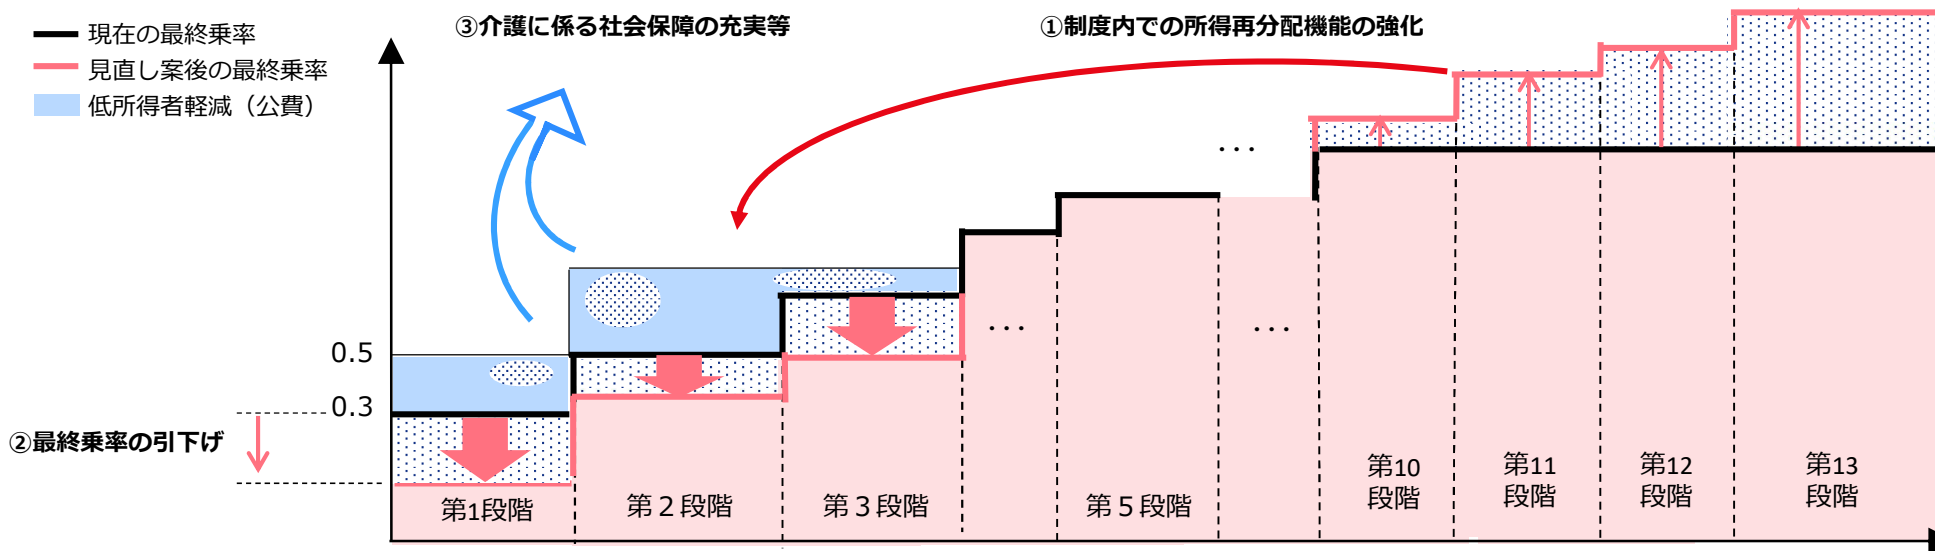 ③介護に係る社会保障の充実等
①制度内での所得再分配機能の強化
現在の最終乗率
見直し案後の最終乗率
低所得者軽減（公費）
…
… …
0.5
0.3
②最終乗率の引下げ
第1段階
第２段階
第３段階
第５段階
第10
段階
第11
段階
第12
段階
第13
段階